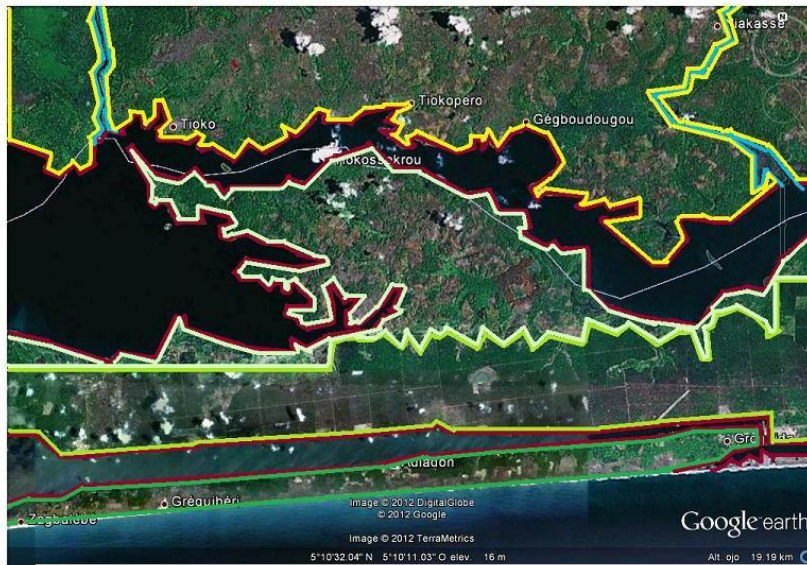 N
Tioko
Tiokopero
Gégboudougou
Gréguibéri
Image © 2012 DigitalGlobe
© 2012 Google
Image © 2012 TerraMetrics
Google earth
5°10'32.04" N 5°10'11.03" O elev. 16 m
Alt. ojo 19.19 km